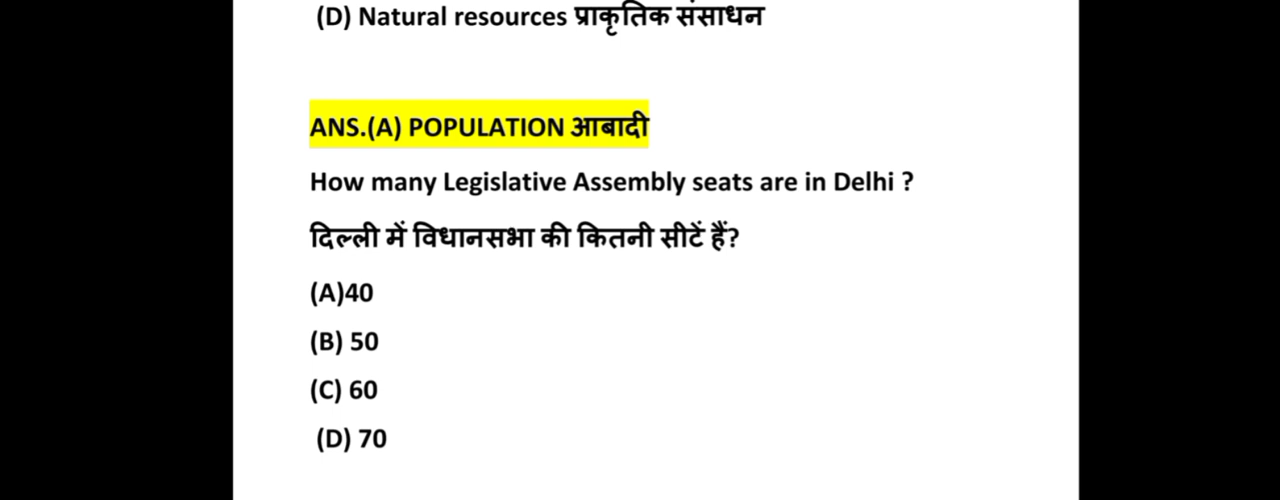 (D) Natural resources प्राकृतिक संसाधन
ANS.(A) POPULATION आबादी
How many Legislative Assembly seats are in Delhi ?
दिल्ली में विधानसभा की कितनी सीटें हैं?
(A)40
(B) 50
(C) 60
(D) 70